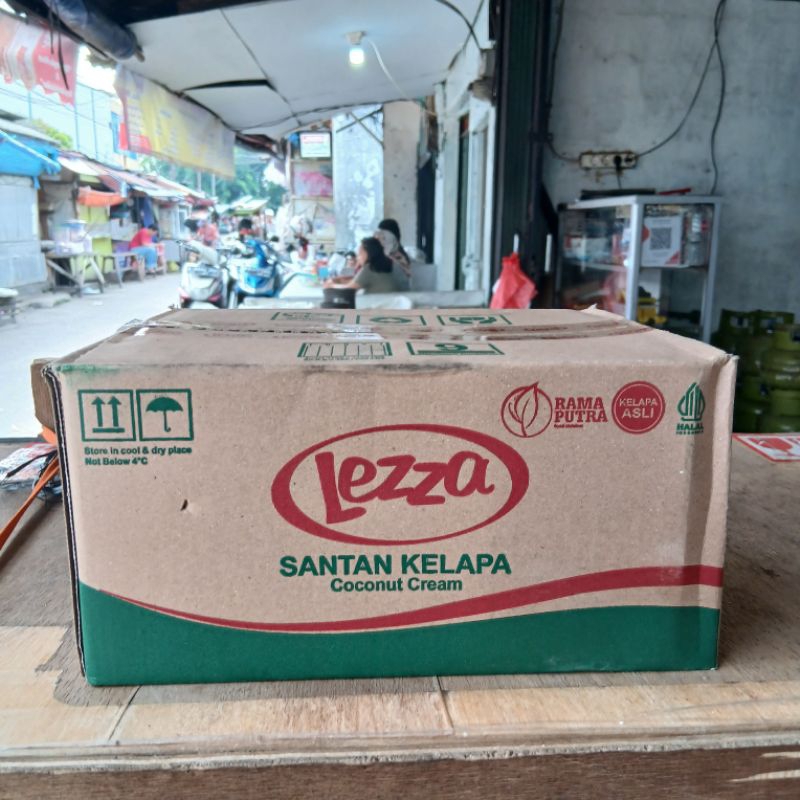 Store in cool & dry place
Not Below 4°C
RAMA
PUTRA
KELAPA
ASLI
HALAL
Lezza
SANTAN KELAPA
Coconut Cream